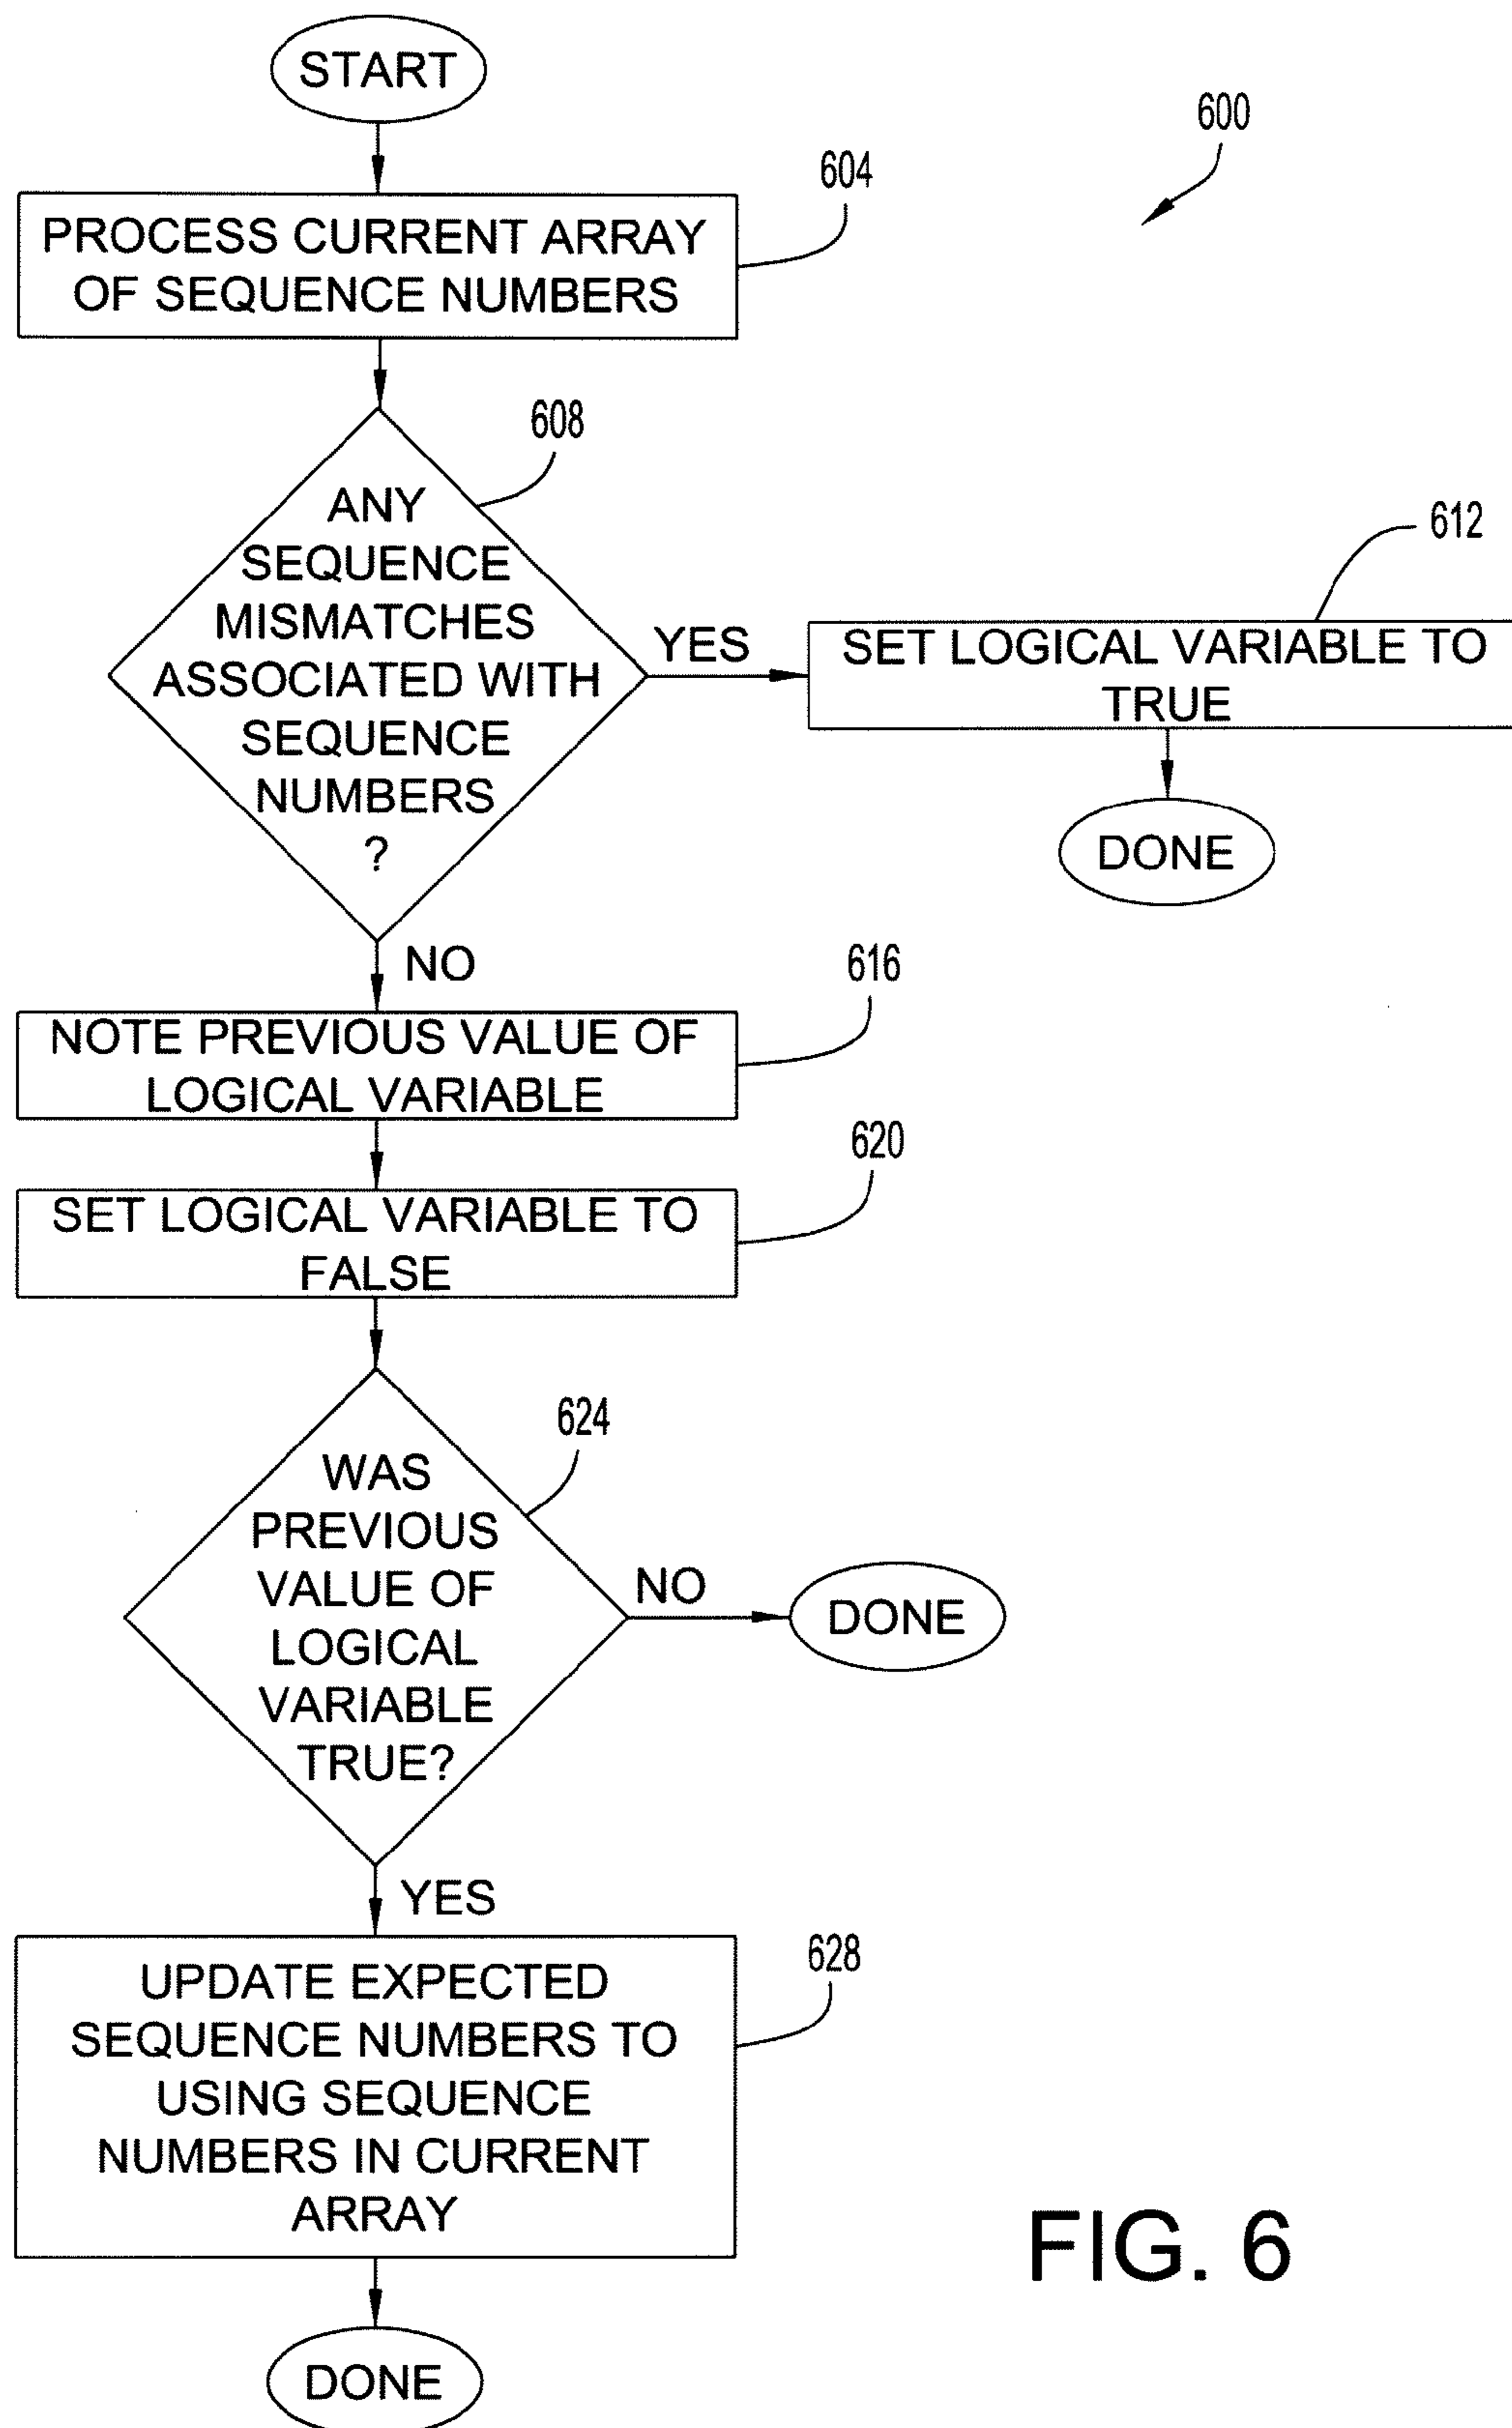 START
600
604
PROCESS CURRENT ARRAY
OF SEQUENCE NUMBERS
608
ANY
SEQUENCE
MISMATCHES
ASSOCIATED WITH
SEQUENCE
NUMBERS
?
YES
612
SET LOGICAL VARIABLE TO
TRUE
DONE
NO
616
NOTE PREVIOUS VALUE OF
LOGICAL VARIABLE
620
SET LOGICAL VARIABLE TO
FALSE
624
WAS
PREVIOUS
VALUE OF
LOGICAL
VARIABLE
TRUE?
NO
DONE
YES
628
UPDATE EXPECTED
SEQUENCE NUMBERS TO
USING SEQUENCE
NUMBERS IN CURRENT
ARRAY
DONE
FIG. 6